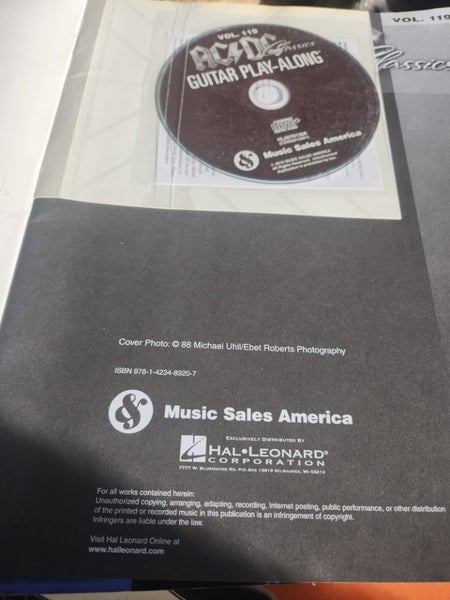 VOL. 119
AC/DC Classics
GUITAR PLAY-ALONG
Music Sales America
VOL. 119
Classics
Cover Photo: © 88 Michael Uhll/Ebet Roberts Photography
ISBN 978-1-4234-8920-7
Music Sales America
EXCLUSIVELY DISTRIBUTED BY
HAL•LEONARD®
CORPORATION
7777 W. BLUEMOUND RD. P.O. BOX 13819 MILWAUKEE, WI 53213
For all works contained herein:
Unauthorized copying, arranging, adapting, recording, Internet posting, public performance, or other distribution
of the printed or recorded music in this publication is an infringement of copyright.
Infringers are liable under the law.
Visit Hal Leonard Online at
www.halleonard.com